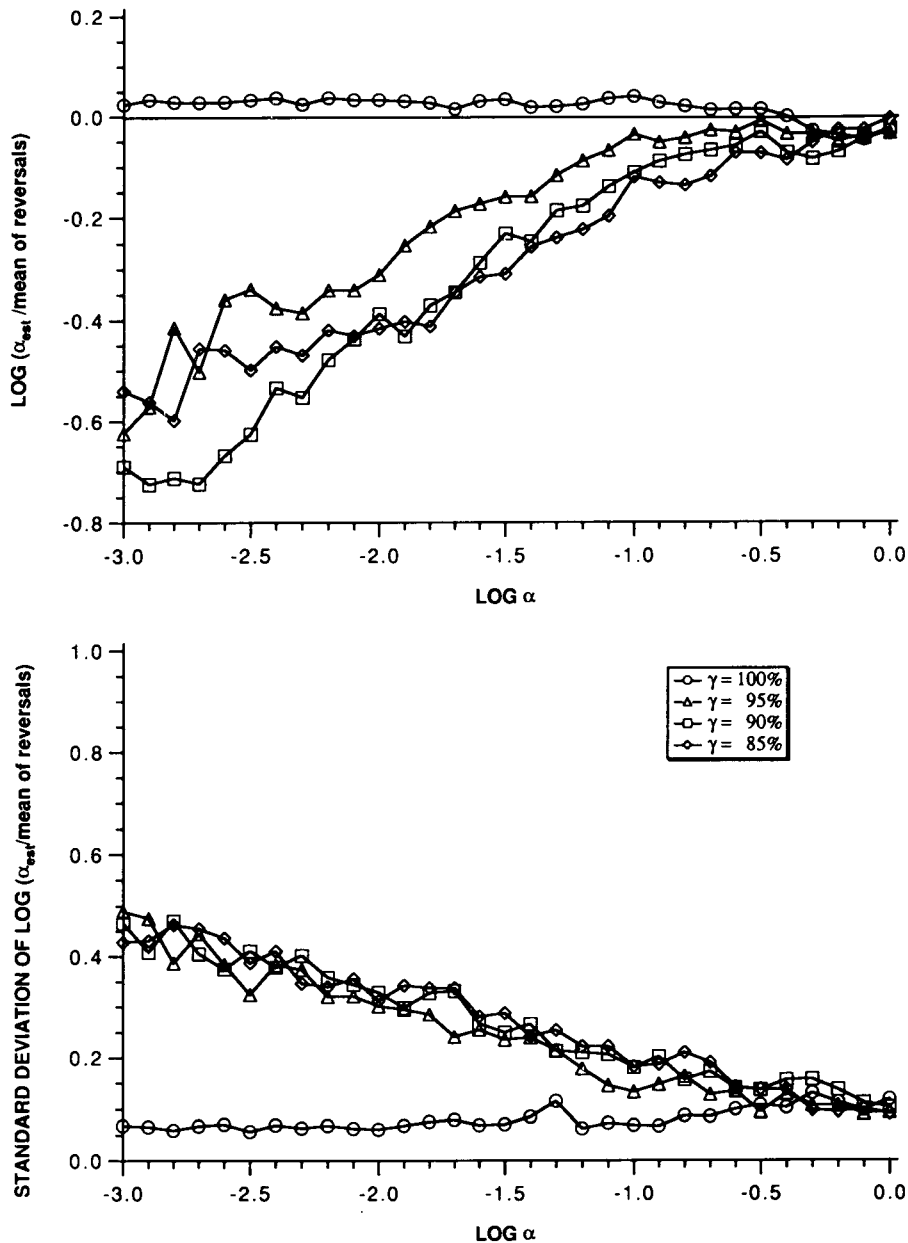 LOG (αest /mean of reversals)
0.2
0.0
-0.2
-0.4
-0.6
-0.8
-3.0 -2.5 -2.0 -1.5 -1.0 -0.5 0.0
LOG α
STANDARD DEVIATION OF LOG (αest/mean of reversals)
1.0
0.8
0.6
0.4
0.2
0.0
γ = 100%
γ = 95%
γ = 90%
γ = 85%
-3.0 -2.5 -2.0 -1.5 -1.0 -0.5 0.0
LOG α